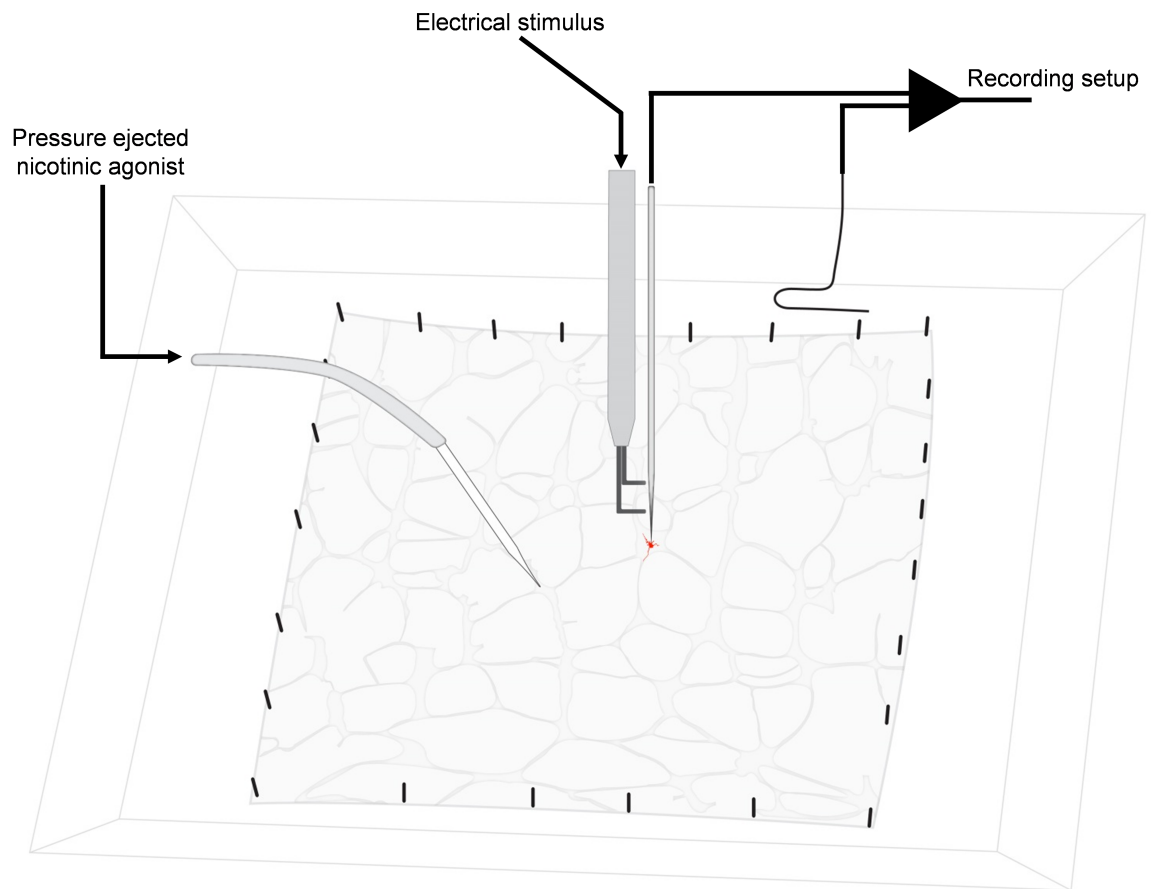 Electrical stimulus
Recording setup
Pressure ejected
nicotinic agonist